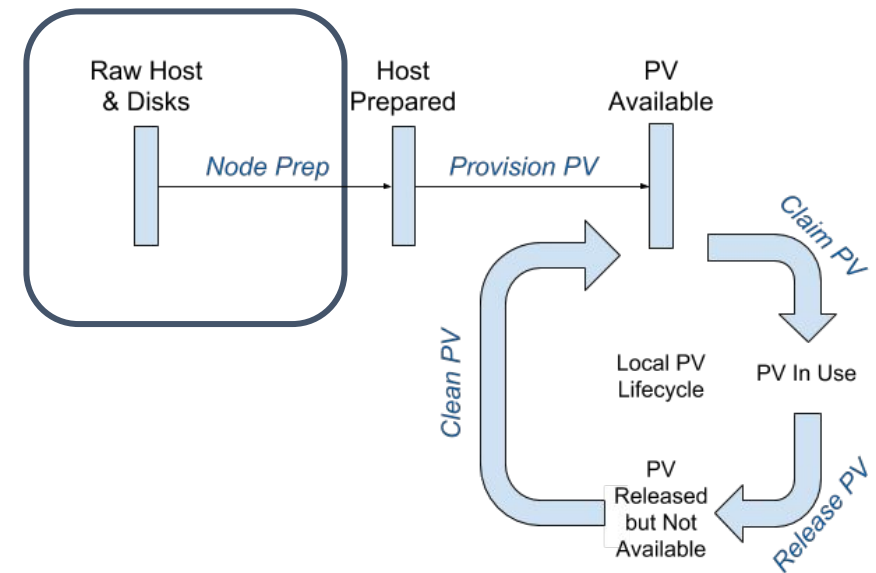 Raw Host
& Disks
Host
Prepared
PV
Available
Node Prep
Provision PV
Claim PV
Clean PV
Local PV
Lifecycle
PV In Use
PV
Released
but Not
Available
Release PV